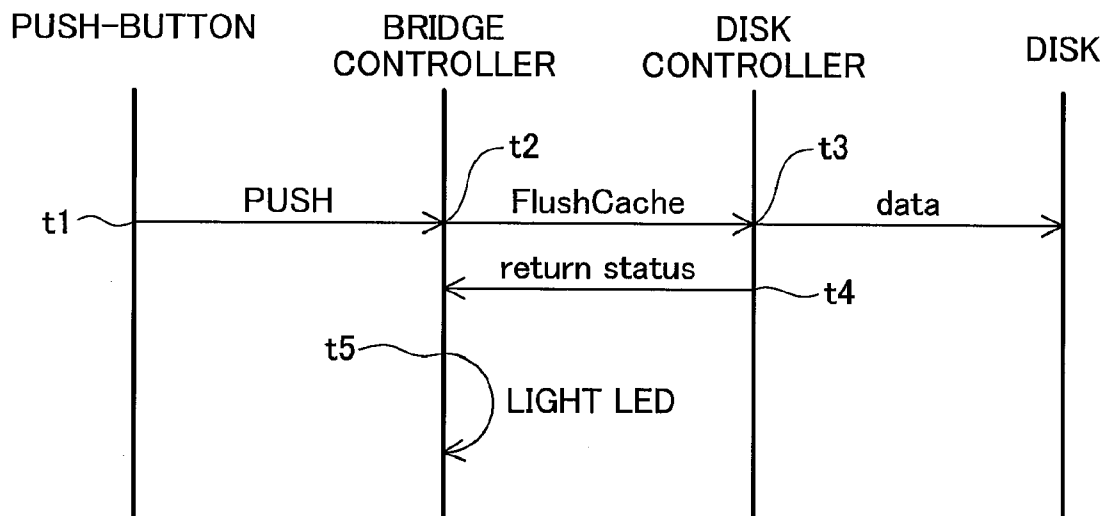 PUSH-BUTTON
BRIDGE
CONTROLLER
DISK
CONTROLLER
DISK
t2
t3
t1
PUSH
FlushCache
data
return status
t4
t5
LIGHT LED